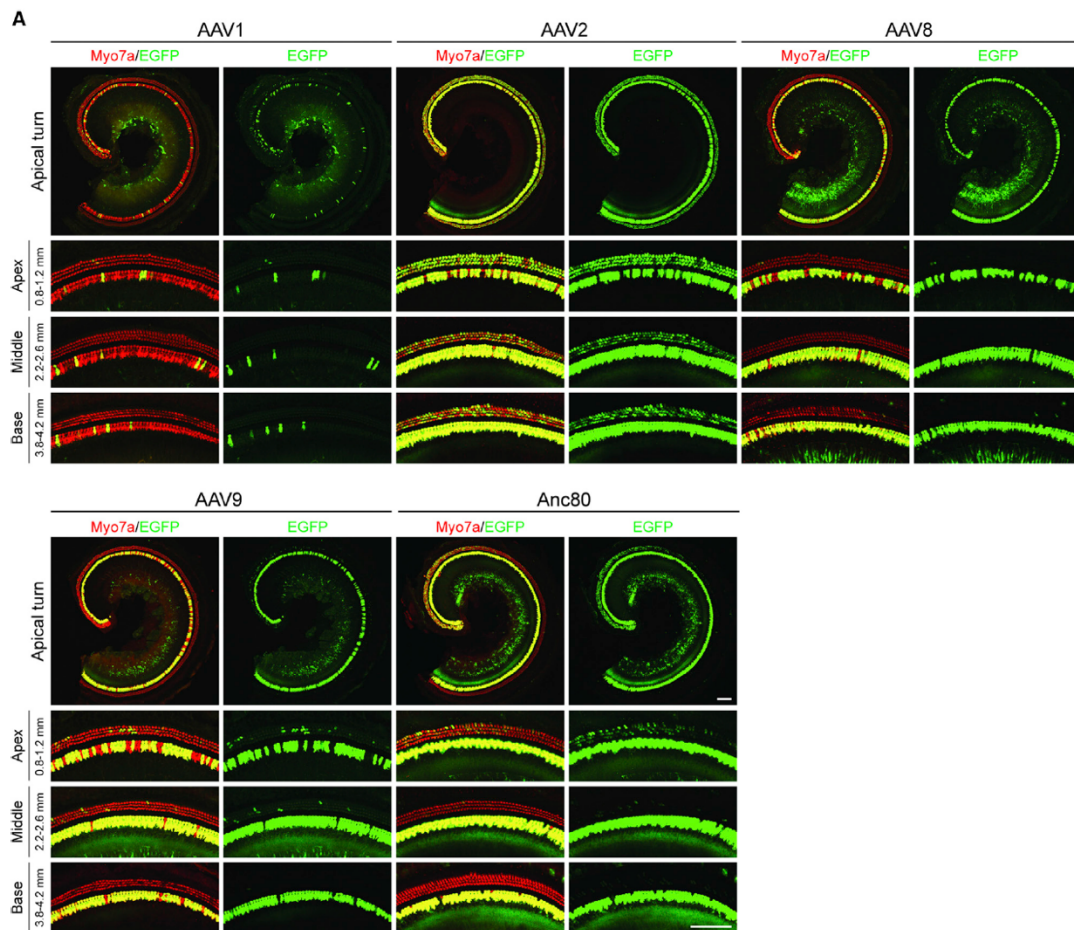 A
AAV1 AAV2 AAV8
Myo7a/EGFP EGFP Myo7a/EGFP EGFP Myo7a/EGFP EGFP
Apical turn
Apex
0.8-1.2 mm
Middle
2.2-2.6 mm
Base
3.8-4.2 mm
AAV9 Anc80
Myo7a/EGFP EGFP Myo7a/EGFP EGFP
Apical turn
Apex
0.8-1.2 mm
Middle
2.2-2.6 mm
Base
3.8-4.2 mm